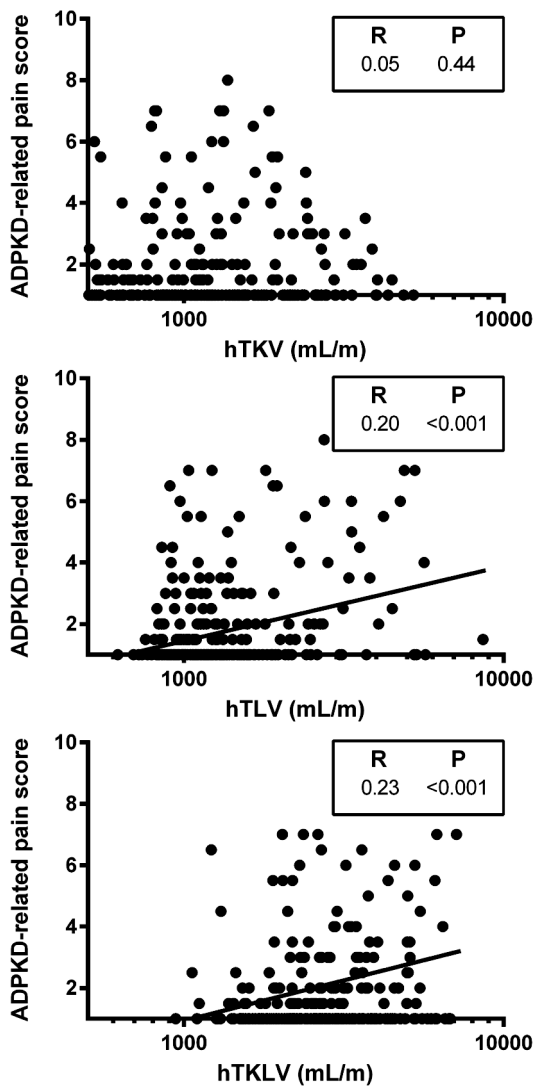 10
R P
0.05 0.44
8
6
4
2
ADPKD-related pain score
1000 10000
hTKV (mL/m)
10
R P
0.20 <0.001
8
6
4
2
ADPKD-related pain score
1000 10000
hTLV (mL/m)
10
R P
0.23 <0.001
8
6
4
2
ADPKD-related pain score
1000 10000
hTKLV (mL/m)